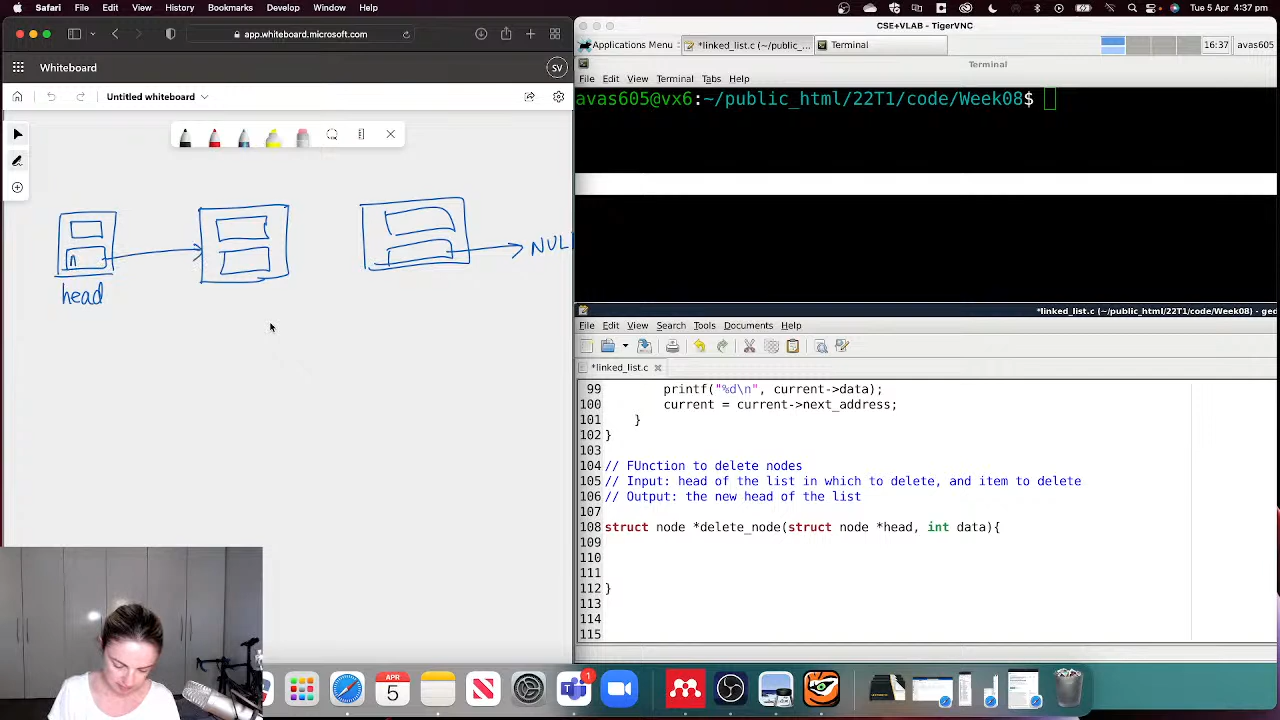 Safari File Edit View History Bookmarks Develop Window Help
Tue 5 Apr 4:37 pm
app.whiteboard.microsoft.com
Whiteboard
SV
Untitled whiteboard
n
head
NULL
CSE+VLAB - TigerVNC
Applications Menu
*linked_list.c (~/public_...
Terminal
16:37 avas605
Terminal
File Edit View Terminal Tabs Help
avas605@vx6:~/public_html/22T1/code/Week08$
*linked_list.c (~/public_html/22T1/code/Week08) - ged
File Edit View Search Tools Documents Help
*linked_list.c
99 printf("%d\n", current->data);
100 current = current->next_address;
101 }
102 }
103
104 // FUnction to delete nodes
105 // Input: head of the list in which to delete, and item to delete
106 // Output: the new head of the list
107
108 struct node *delete_node(struct node *head, int data){
109
110
111
112 }
113
114
115
APR
5
1